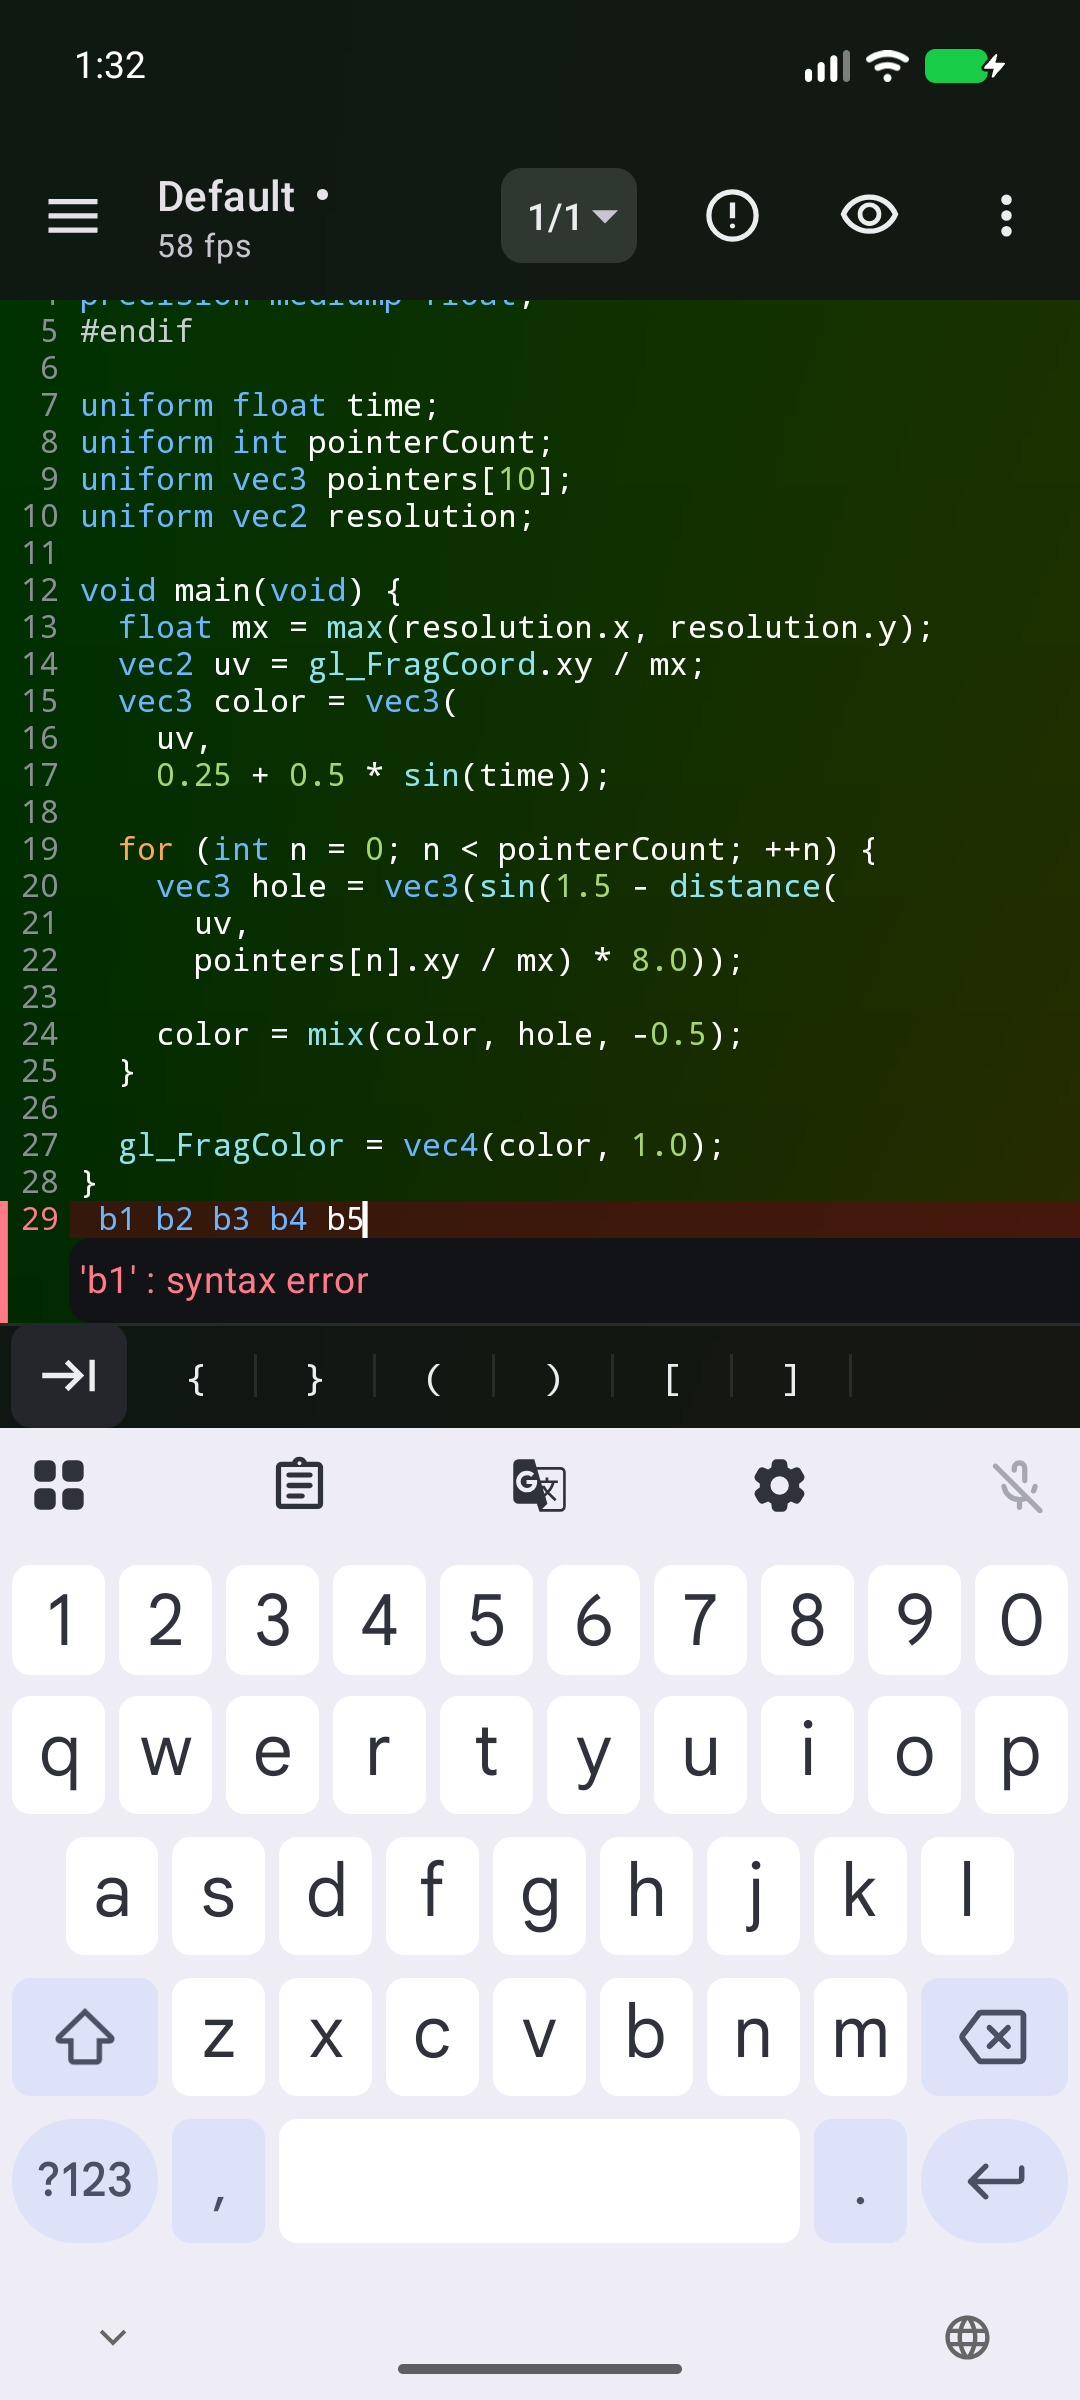 1:32
Default •
58 fps
1/1
4 precision mediump float;
5 #endif
6
7 uniform float time;
8 uniform int pointerCount;
9 uniform vec3 pointers[10];
10 uniform vec2 resolution;
11
12 void main(void) {
13   float mx = max(resolution.x, resolution.y);
14   vec2 uv = gl_FragCoord.xy / mx;
15   vec3 color = vec3(
16     uv,
17     0.25 + 0.5 * sin(time));
18
19   for (int n = 0; n < pointerCount; ++n) {
20     vec3 hole = vec3(sin(1.5 - distance(
21       uv,
22       pointers[n].xy / mx) * 8.0));
23
24     color = mix(color, hole, -0.5);
25   }
26
27   gl_FragColor = vec4(color, 1.0);
28 }
29  b1 b2 b3 b4 b5
'b1' : syntax error
{ } ( ) [ ]
1 2 3 4 5 6 7 8 9 0
q w e r t y u i o p
a s d f g h j k l
z x c v b n m
?123 , .